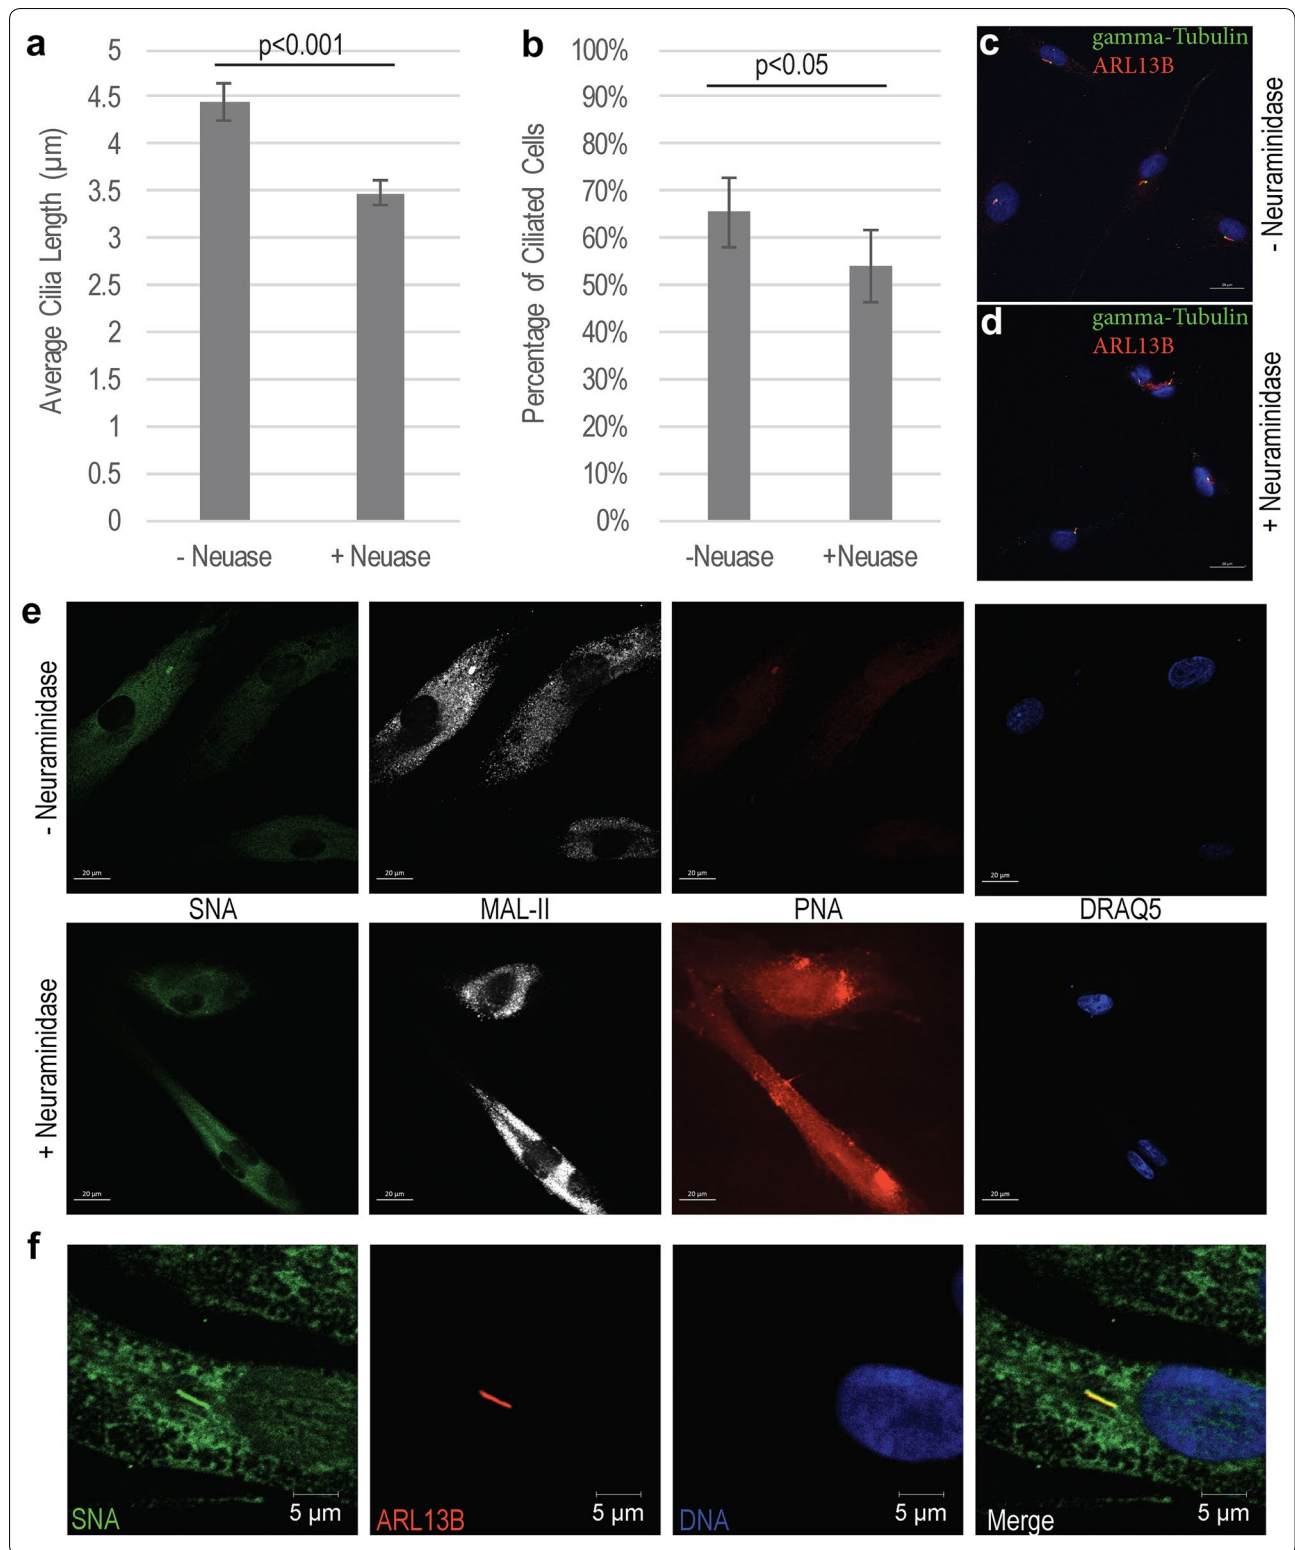 a
5
4.5
4
3.5
3
2.5
2
1.5
1
0.5
0
Average Cilia Length (µm)
p<0.001
- Neuase
+ Neuase
b
100%
90%
80%
70%
60%
50%
40%
30%
20%
10%
0%
Percentage of Ciliated Cells
p<0.05
-Neuase
+Neuase
c
gamma-Tubulin
ARL13B
- Neuraminidase
d
gamma-Tubulin
ARL13B
+ Neuraminidase
e
- Neuraminidase
20 µm
20 µm
20 µm
20 µm
SNA
MAL-II
PNA
DRAQ5
+ Neuraminidase
20 µm
20 µm
20 µm
20 µm
f
SNA
5 µm
ARL13B
5 µm
DNA
5 µm
Merge
5 µm